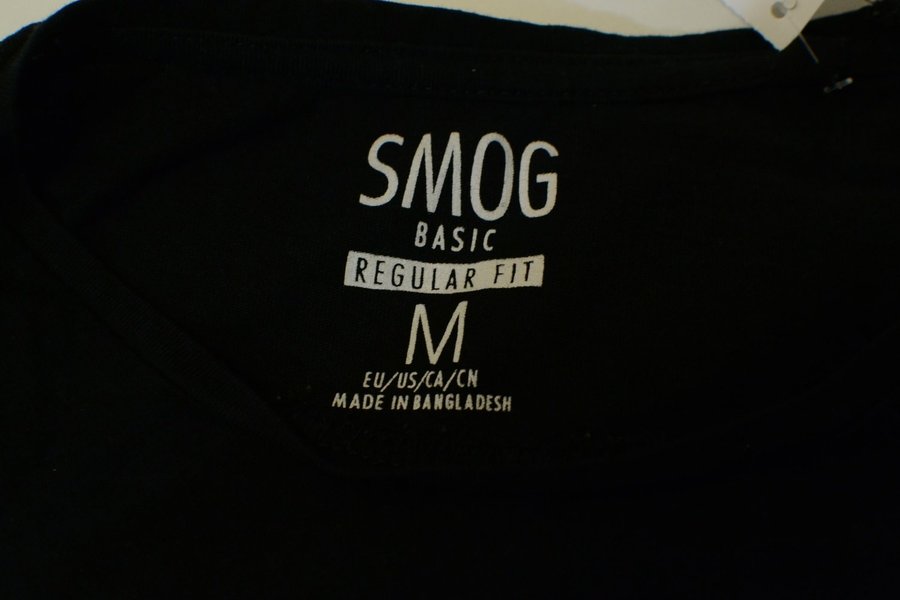 SMOG
BASIC
REGULAR FIT
M
EU/US/CA/CN
MADE IN BANGLADESH